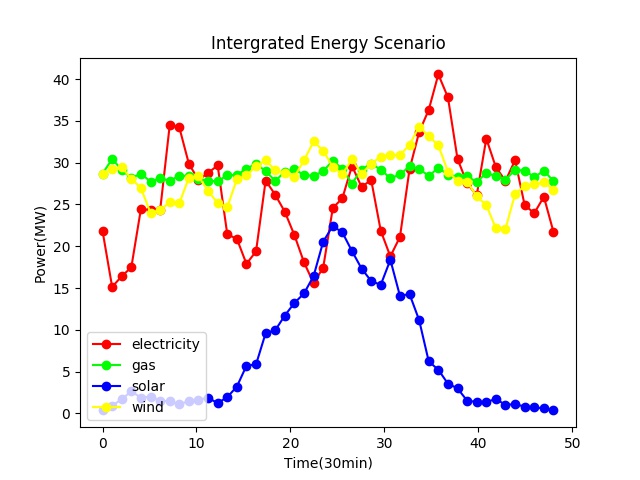 Intergrated Energy Scenario
Power(MW)
40
35
30
25
20
15
10
5
0
electricity
gas
solar
wind
0 10 20 30 40 50
Time(30min)